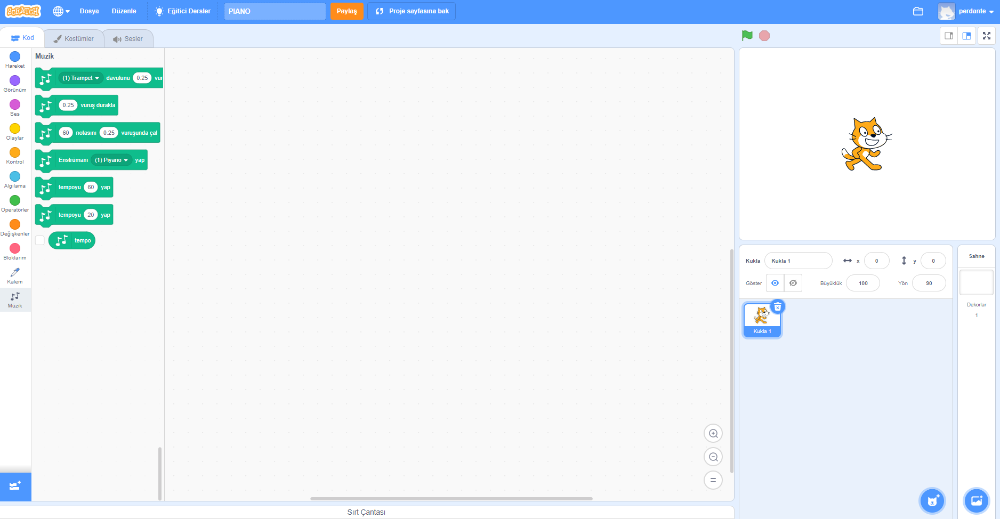 SCRATCH
Dosya
Düzenle
Eğitici Dersler
PIANO
Paylaş
Proje sayfasına bak
perdante
Kod
Kostümler
Sesler
Hareket
Görünüm
Ses
Olaylar
Kontrol
Algılama
Operatörler
Değişkenler
Bloklarım
Kalem
Müzik
Müzik
(1) Trampet davulunu 0.25 vur
0.25 vuruş durakla
60 notasını 0.25 vuruşunda çal
Enstrümanı (1) Piyano yap
tempoyu 60 yap
tempoyu 20 yap
tempo
Kukla Kukla 1 x 0 y 0
Göster Büyüklük 100 Yön 90
Kukla 1
Sahne
Dekorlar
1
Sırt Çantası